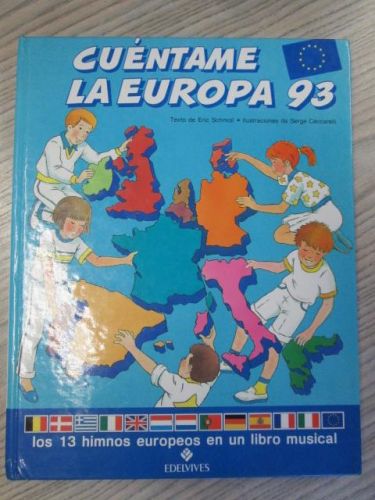 CUÉNTAME
LA EUROPA 93
Texto de Eric Schmoll • ilustraciones de Serge Ceccarelli
los 13 himnos europeos en un libro musical
EDELVIVES